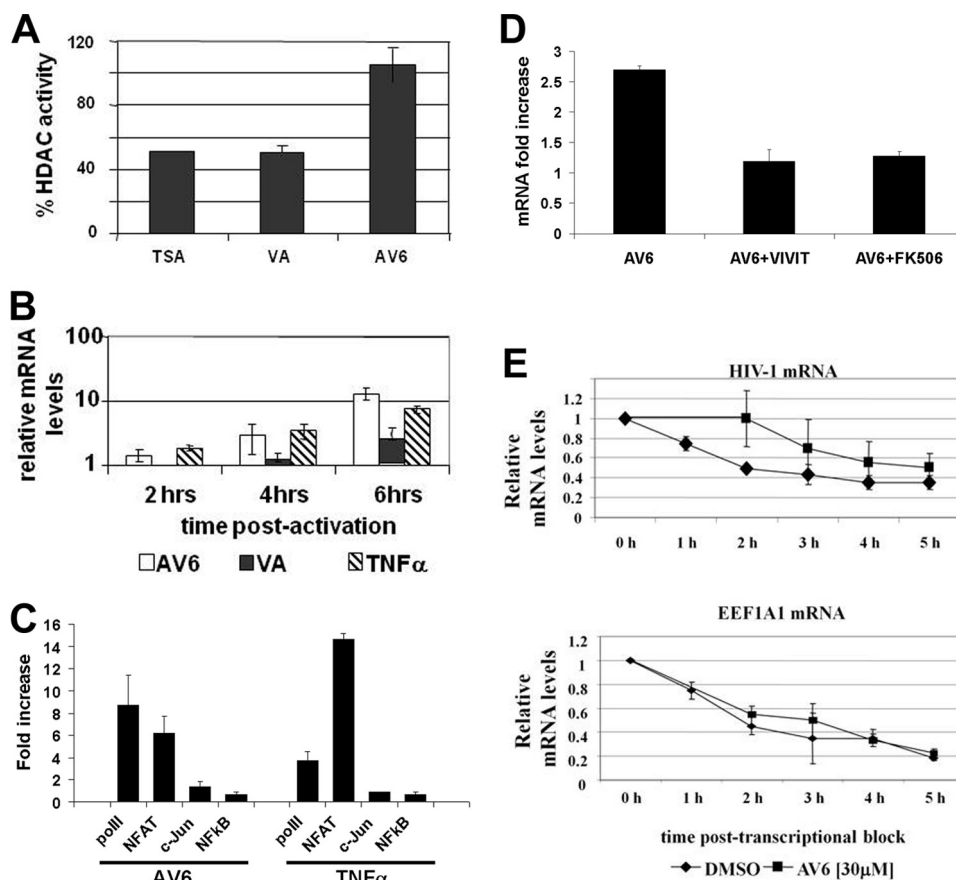 A
% HDAC activity
120
80
40
0
TSA VA AV6
B
relative mRNA levels
100
10
1
2 hrs 4hrs 6hrs
time post-activation
AV6 VA TNFα
C
Fold increase
16
14
12
10
8
6
4
2
0
polII NFAT c-Jun NFkB polII NFAT c-Jun NFkB
AV6 TNFα
D
mRNA fold increase
3
2.5
2
1.5
1
0.5
0
AV6 AV6+VIVIT AV6+FK506
E
HIV-1 mRNA
Relative mRNA levels
1.2
1
0.8
0.6
0.4
0.2
0
0 h 1 h 2 h 3 h 4 h 5 h
EEF1A1 mRNA
Relative mRNA levels
1.2
1
0.8
0.6
0.4
0.2
0
0 h 1 h 2 h 3 h 4 h 5 h
time post-transcriptional block
DMSO AV6 [30µM]